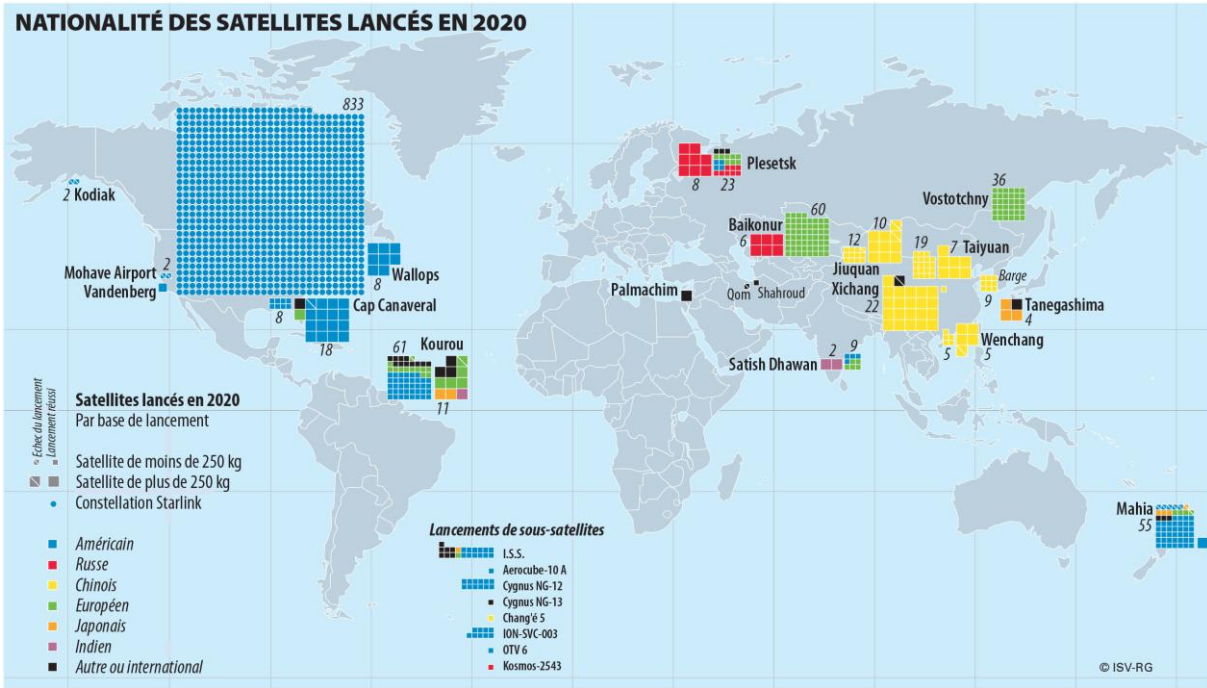 NATIONALITÉ DES SATELLITES LANCÉS EN 2020
833
2 Kodiak
2
Mohave Airport
Vandenberg
8
Wallops
8
Cap Canaveral
18
61
Kourou
11
8
23
Plesetsk
Baikonur
6
60
36
Vostotchny
12
10
19
7
Taiyuan
Jiuquan
Xichang
22
Barge
9
Tanegashima
4
Palmachim
Qom
Shahroud
Satish Dhawan
2
9
5
Wenchang
5
Mahia
55
Echec du lancement
Lancement réussi
Satellites lancés en 2020
Par base de lancement
Satellite de moins de 250 kg
Satellite de plus de 250 kg
Constellation Starlink
Américain
Russe
Chinois
Européen
Japonais
Indien
Autre ou international
Lancements de sous-satellites
I.S.S.
Aerocube-10 A
Cygnus NG-12
Cygnus NG-13
Chang'é 5
ION-SVC-003
OTV 6
Kosmos-2543
© ISV-RG